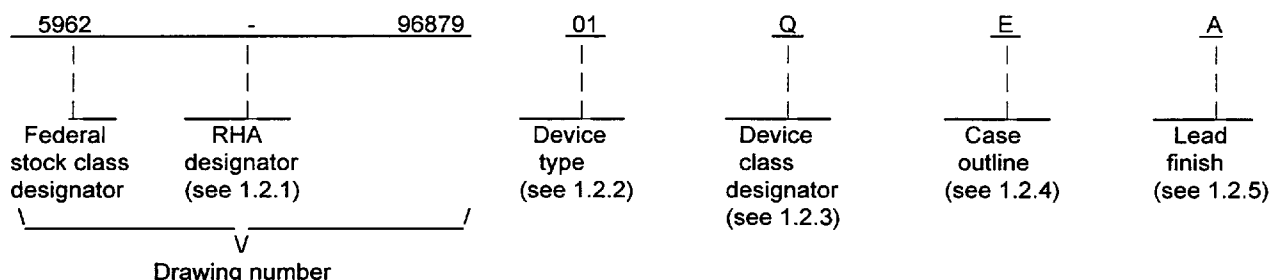 5962 - 96879 01 Q E A
Federal stock class designator
RHA designator (see 1.2.1)
Device type (see 1.2.2)
Device class designator (see 1.2.3)
Case outline (see 1.2.4)
Lead finish (see 1.2.5)
\ /
V
Drawing number